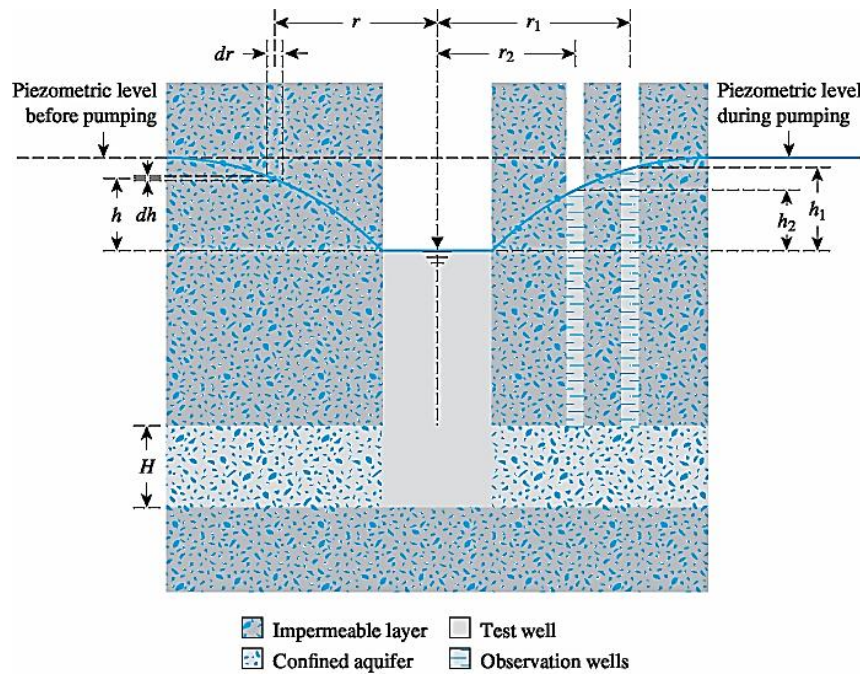 r
r₁
dr
r₂
Piezometric level
before pumping
Piezometric level
during pumping
h
dh
h₂
h₁
H
Impermeable layer
Test well
Confined aquifer
Observation wells